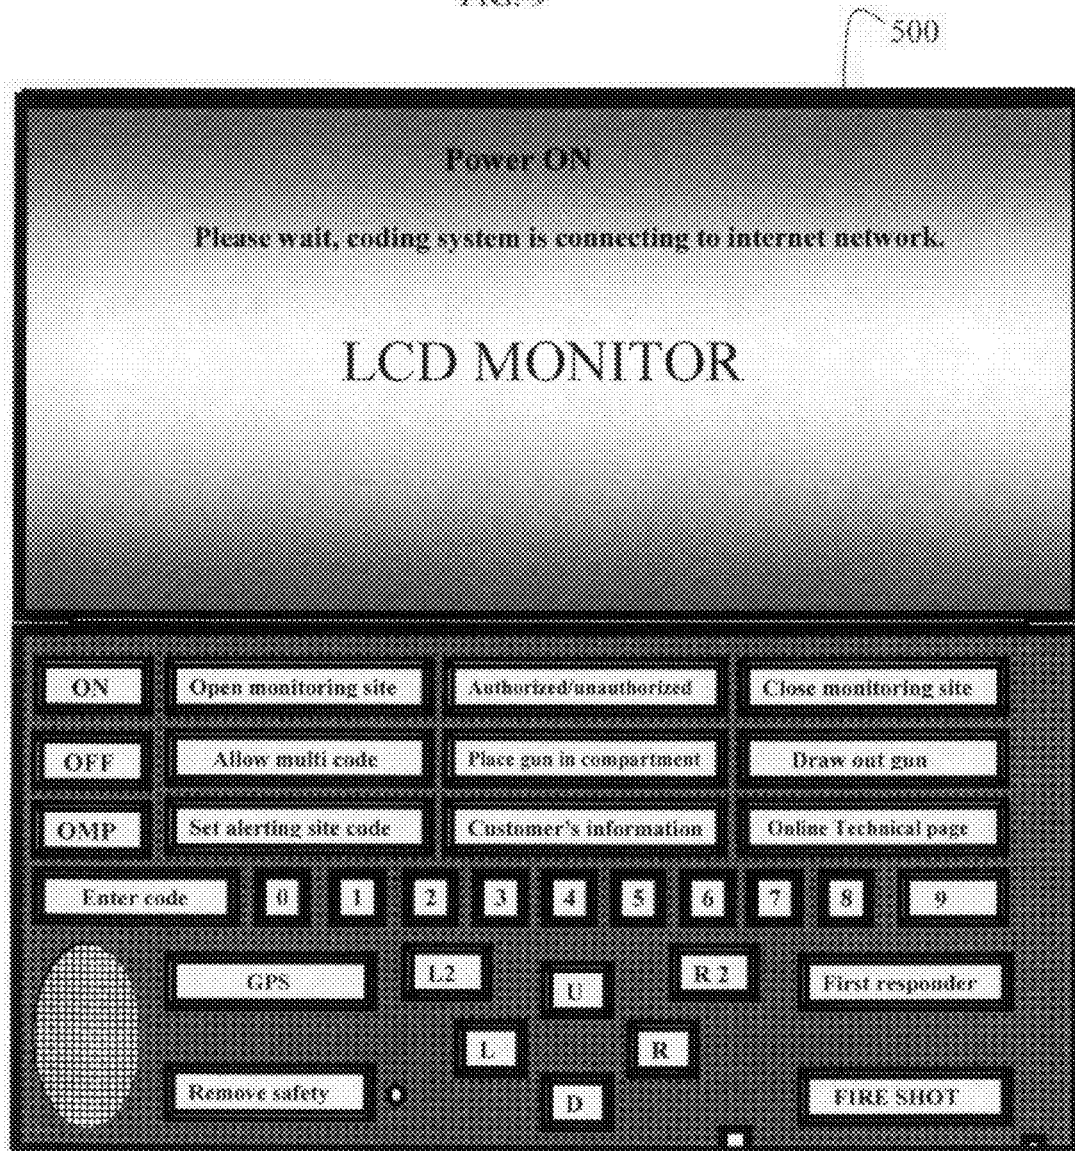 500
Power ON
Please wait, coding system is connecting to internet network.
LCD MONITOR
ON Open monitoring site Authorized/unauthorized Close monitoring site
OFF Allow multi code Place gun in compartment Draw out gun
OMP Set alerting site code Customer's information Online Technical page
Enter code 0 1 2 3 4 5 6 7 8 9
GPS L2 U R 2 First responder
L R
Remove safety D FIRE SHOT